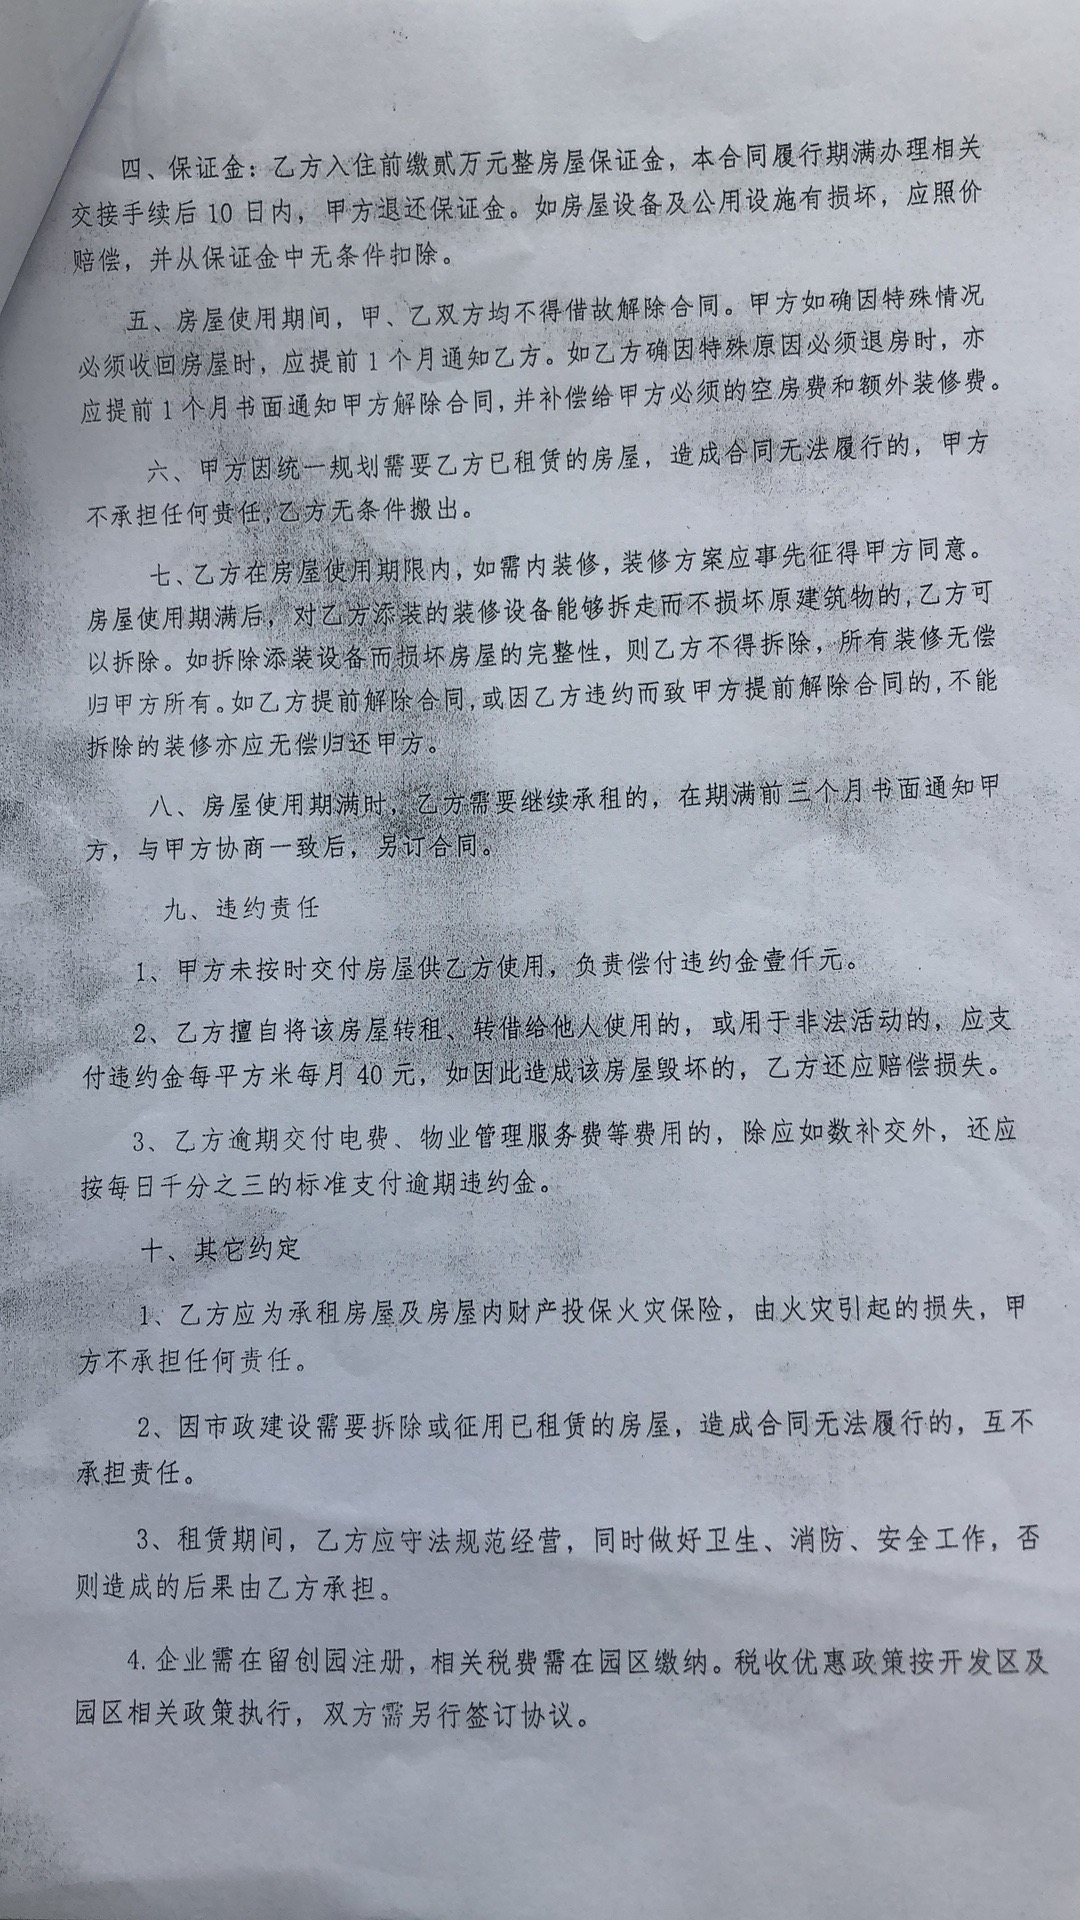 四、保证金：乙方入住前缴贰万元整房屋保证金，本合同履行期满办理相关
交接手续后 10 日内，甲方退还保证金。如房屋设备及公用设施有损坏，应照价
赔偿，并从保证金中无条件扣除。
五、房屋使用期间，甲、乙双方均不得借故解除合同。甲方如确因特殊情况
必须收回房屋时，应提前 1 个月通知乙方。如乙方确因特殊原因必须退房时，亦
应提前 1 个月书面通知甲方解除合同,并补偿给甲方必须的空房费和额外装修费。
六、甲方因统一规划需要乙方已租赁的房屋，造成合同无法履行的，甲方
不承担任何责任,乙方无条件搬出。
七、乙方在房屋使用期限内,如需内装修,装修方案应事先征得甲方同意。
房屋使用期满后，对乙方添装的装修设备能够拆走而不损坏原建筑物的,乙方可
以拆除。如拆除添装设备而损坏房屋的完整性，则乙方不得拆除，所有装修无偿
归甲方所有。如乙方提前解除合同,或因乙方违约而致甲方提前解除合同的,不能
拆除的装修亦应无偿归还甲方。
八、房屋使用期满时，乙方需要继续承租的，在期满前三个月书面通知甲
方，与甲方协商一致后，另订合同。
九、违约责任
1、甲方未按时交付房屋供乙方使用，负责偿付违约金壹仟元。
2、乙方擅自将该房屋转租、转借给他人使用的，或用于非法活动的，应支
付违约金每平方米每月 40 元，如因此造成该房屋毁坏的，乙方还应赔偿损失。
3、乙方逾期交付电费、物业管理服务费等费用的，除应如数补交外，还应
按每日千分之三的标准支付逾期违约金。
十、其它约定
1、乙方应为承租房屋及房屋内财产投保火灾保险，由火灾引起的损失，甲
方不承担任何责任。
2、因市政建设需要拆除或征用已租赁的房屋，造成合同无法履行的，互不
承担责任。
3、租赁期间，乙方应守法规范经营，同时做好卫生、消防、安全工作，否
则造成的后果由乙方承担。
4.企业需在留创园注册，相关税费需在园区缴纳。税收优惠政策按开发区及
园区相关政策执行，双方需另行签订协议。